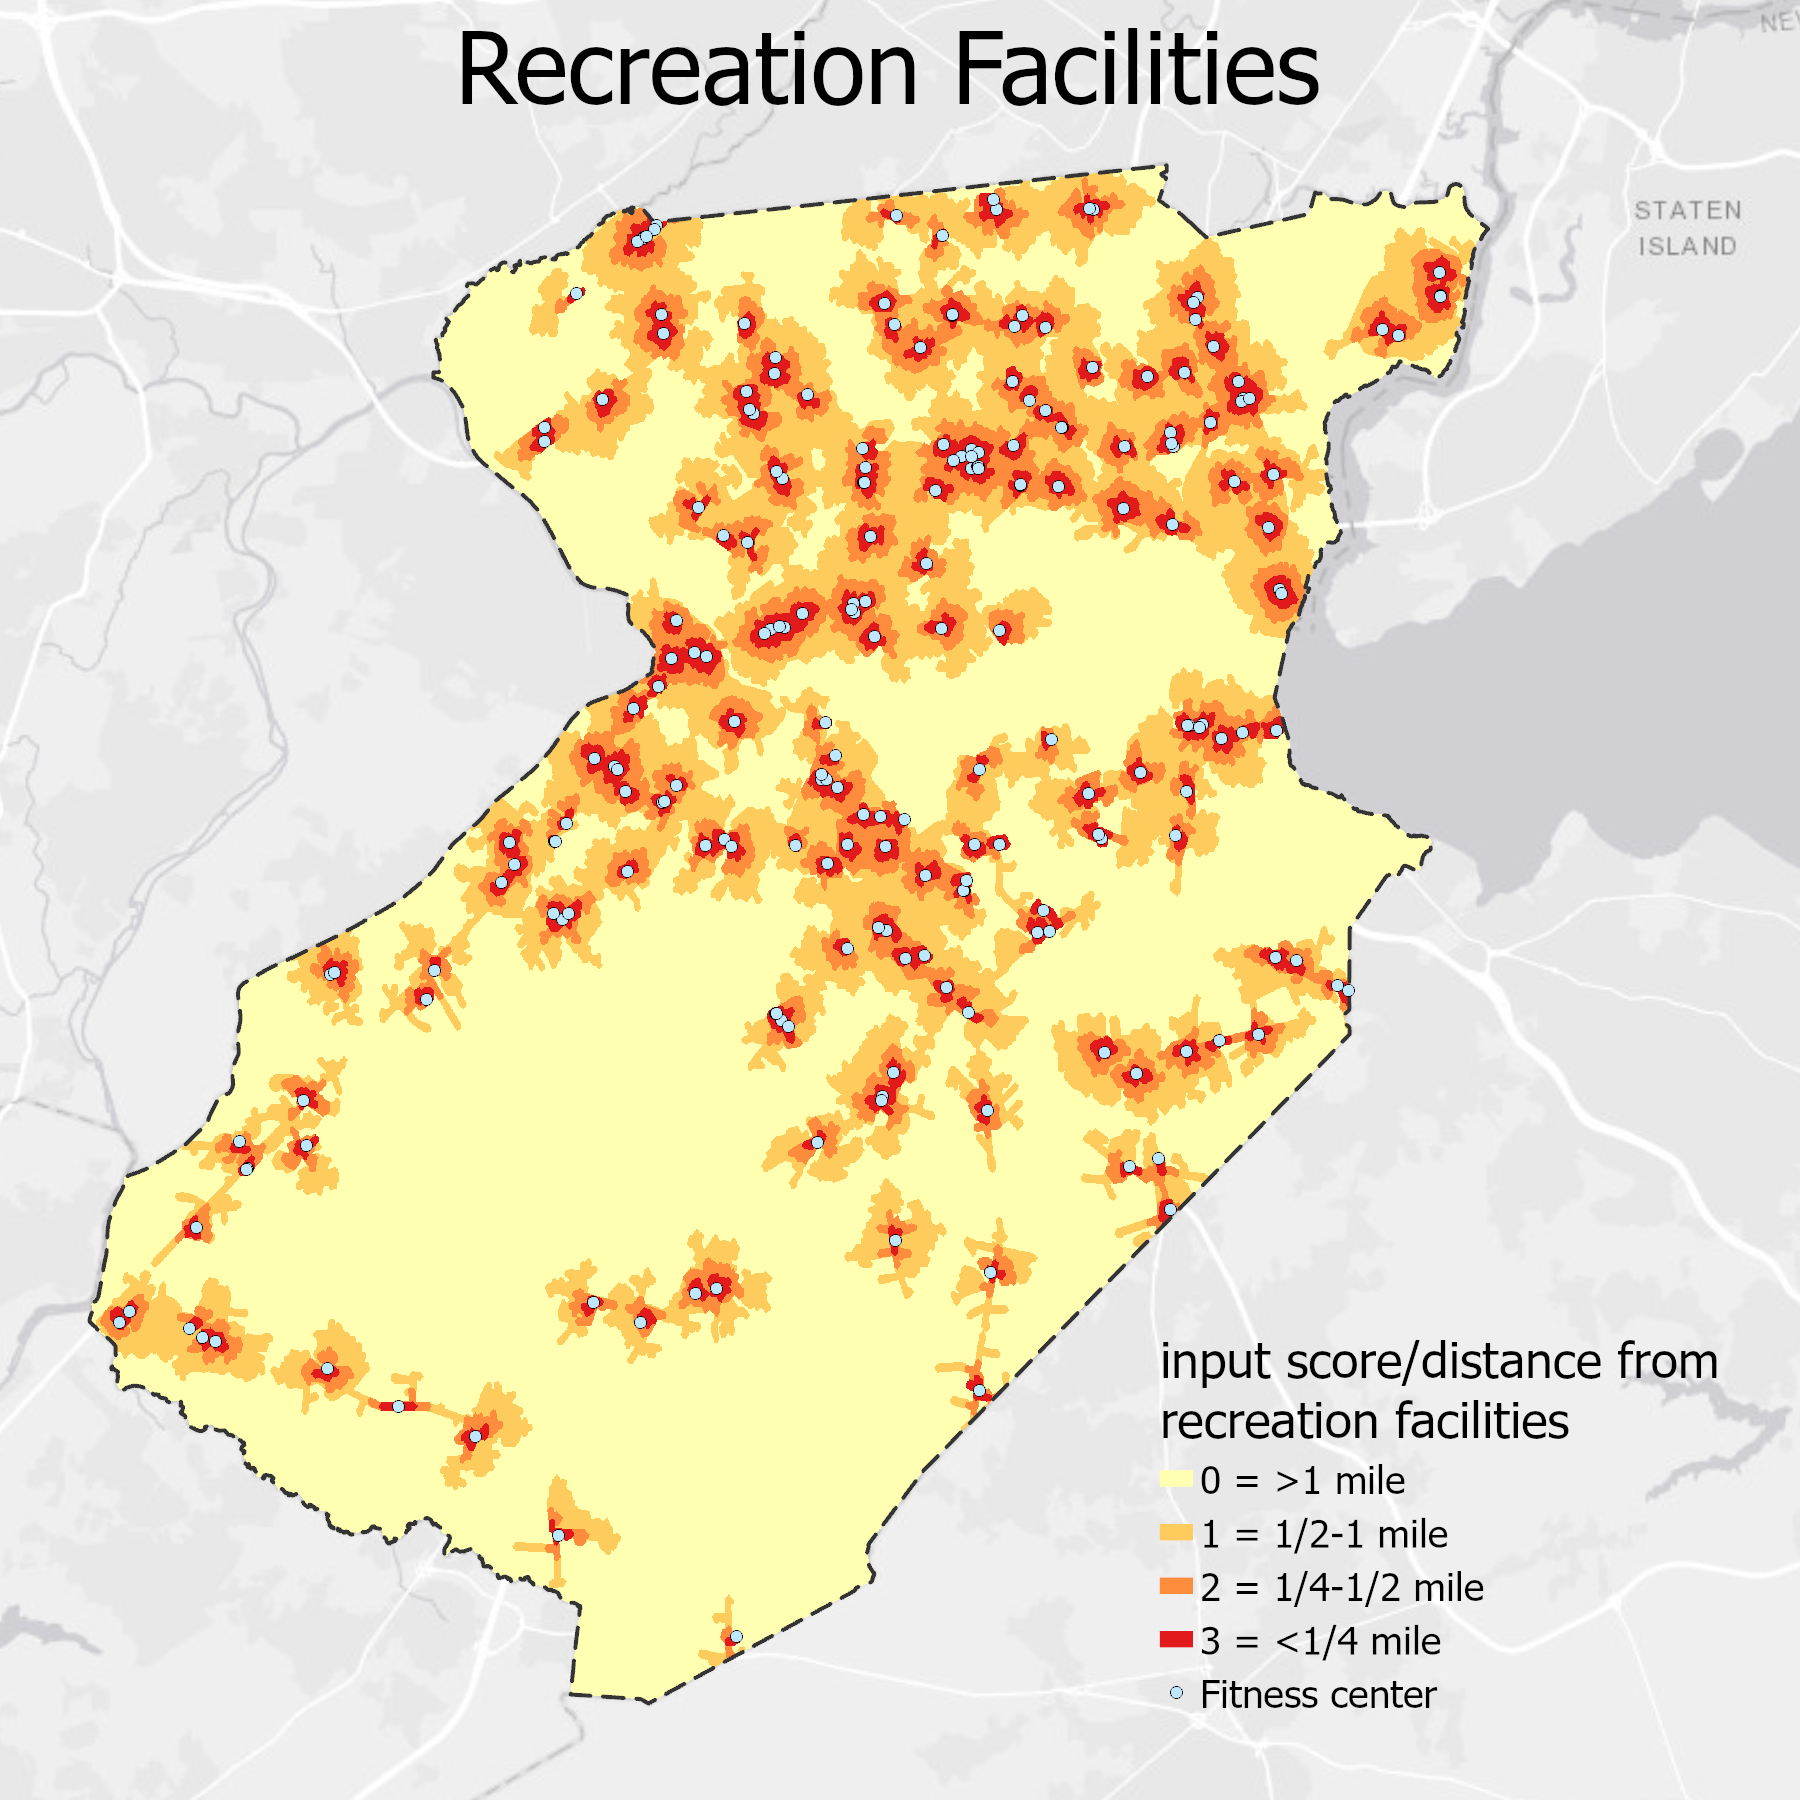 Recreation Facilities
NE
STATEN
ISLAND
input score/distance from
recreation facilities
0 = >1 mile
1 = 1/2-1 mile
2 = 1/4-1/2 mile
3 = <1/4 mile
Fitness center